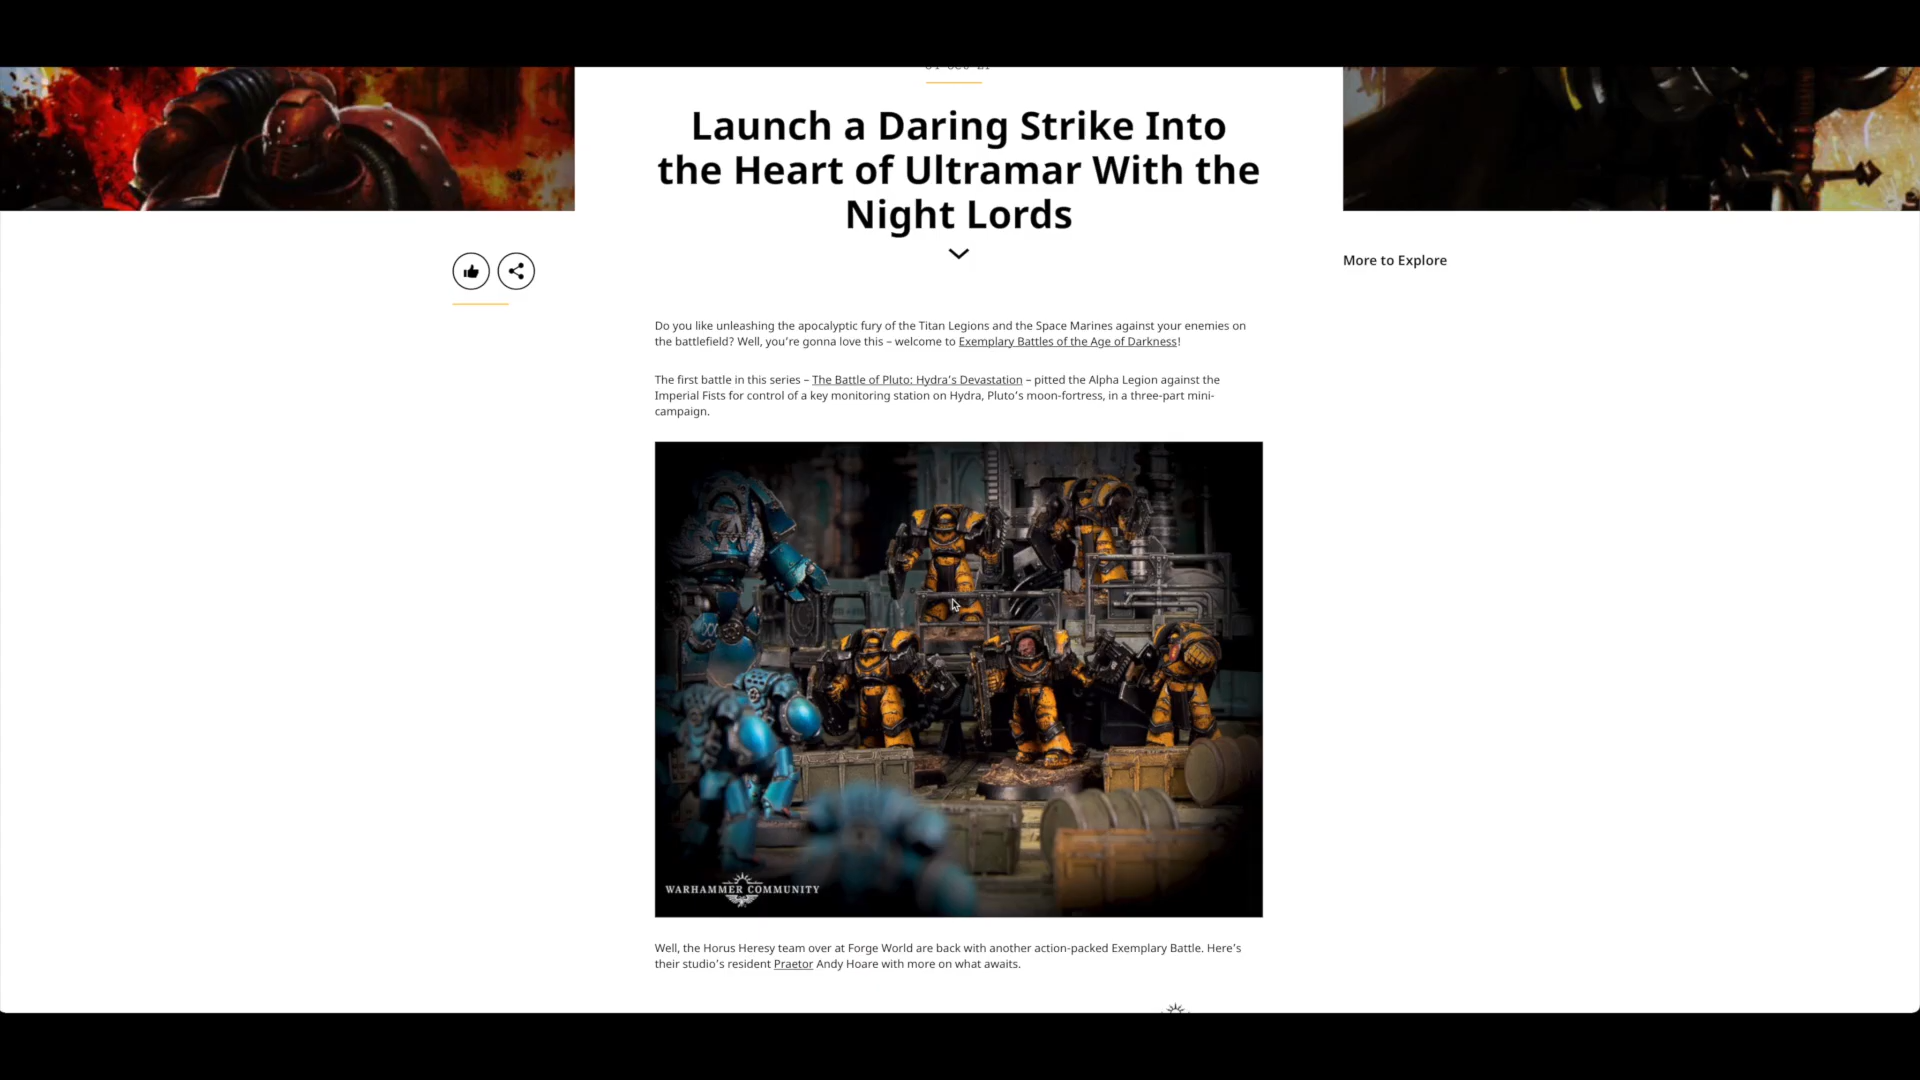 Launch a Daring Strike Into
the Heart of Ultramar With the
Night Lords
More to Explore
Do you like unleashing the apocalyptic fury of the Titan Legions and the Space Marines against your enemies on
the battlefield? Well, you’re gonna love this – welcome to Exemplary Battles of the Age of Darkness!
The first battle in this series – The Battle of Pluto: Hydra’s Devastation – pitted the Alpha Legion against the
Imperial Fists for control of a key monitoring station on Hydra, Pluto’s moon-fortress, in a three-part mini-
campaign.
WARHAMMER COMMUNITY
Well, the Horus Heresy team over at Forge World are back with another action-packed Exemplary Battle. Here’s
their studio’s resident Praetor Andy Hoare with more on what awaits.